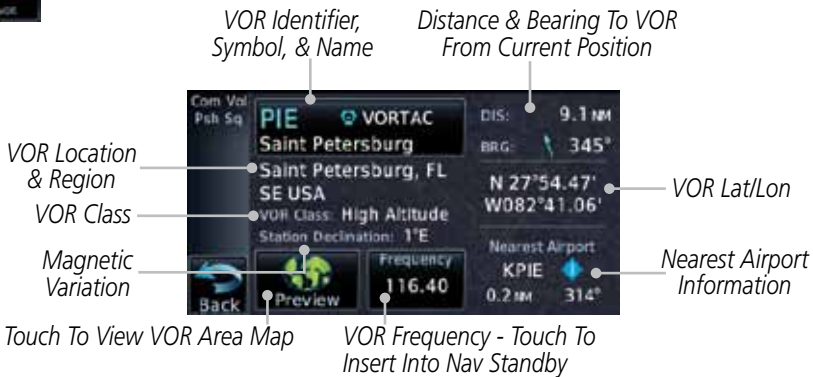 VOR Identifier,
Symbol, & Name
Distance & Bearing To VOR
From Current Position
Com Vol
Psh Sq
PIE VORTAC
Saint Petersburg
DIS: 9.1 NM
BRG: 345°
VOR Location
& Region
Saint Petersburg, FL
SE USA
N 27°54.47'
W082°41.06'
VOR Lat/Lon
VOR Class
VOR Class: High Altitude
Magnetic
Variation
Station Declination: 1°E
Nearest Airport
KPIE
0.2 NM 314°
Nearest Airport
Information
Back
Preview
Frequency
116.40
Touch To View VOR Area Map
VOR Frequency - Touch To
Insert Into Nav Standby